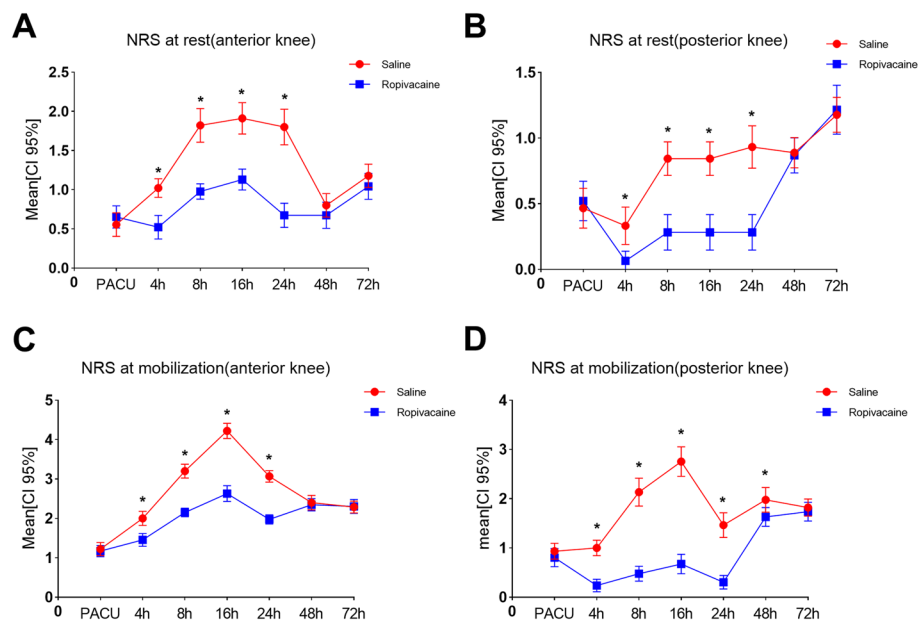 A
NRS at rest(anterior knee)
Saline
Ropivacaine
Mean[CI 95%]
2.5
2.0
1.5
1.0
0.5
0.0
0
* * * *
PACU 4h 8h 16h 24h 48h 72h
B
NRS at rest(posterior knee)
Saline
Ropivacaine
Mean[CI 95%]
1.5
1.0
0.5
0.0
0
* * * * *
PACU 4h 8h 16h 24h 48h 72h
C
NRS at mobilization(anterior knee)
Saline
Ropivacaine
Mean[CI 95%]
5
4
3
2
1
0
* * * * *
PACU 4h 8h 16h 24h 48h 72h
D
NRS at mobilization(posterior knee)
Saline
Ropivacaine
mean[CI 95%]
4
3
2
1
0
0
* * * * * *
PACU 4h 8h 16h 24h 48h 72h